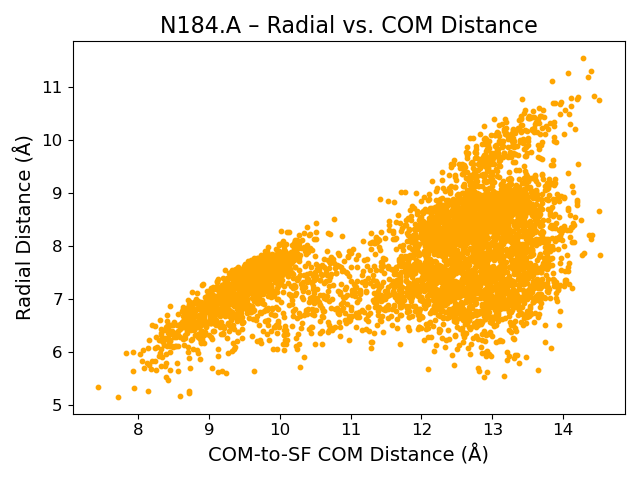 N184.A – Radial vs. COM Distance
Radial Distance (Å)
11
10
9
8
7
6
5
8 9 10 11 12 13 14
COM-to-SF COM Distance (Å)